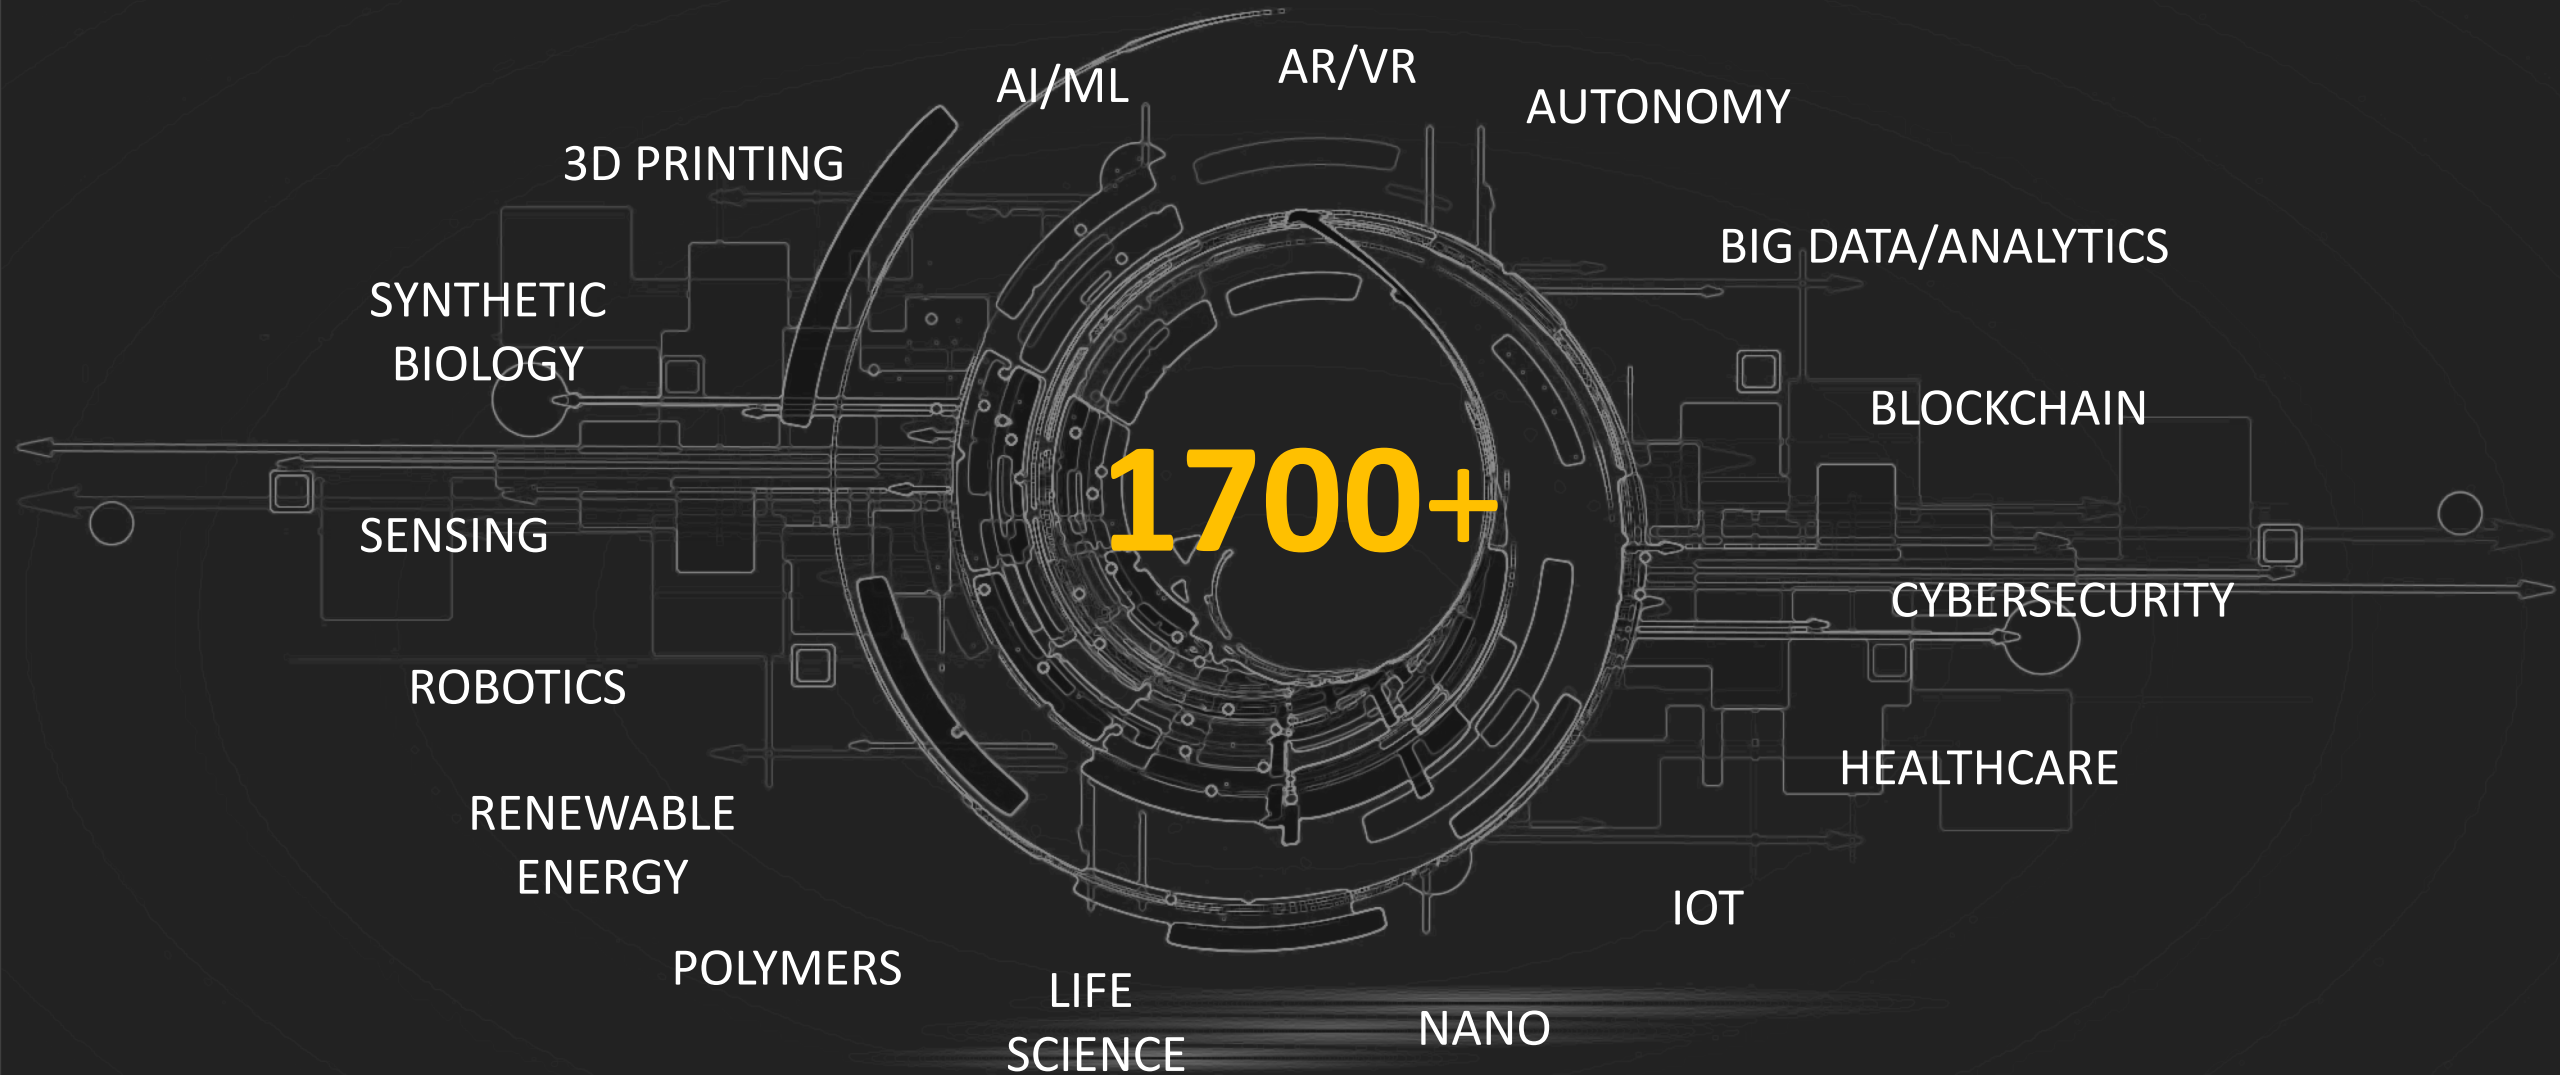 AI/ML
AR/VR
AUTONOMY
3D PRINTING
BIG DATA/ANALYTICS
SYNTHETIC
BIOLOGY
BLOCKCHAIN
1700+
SENSING
CYBERSECURITY
ROBOTICS
HEALTHCARE
RENEWABLE
ENERGY
IOT
POLYMERS
LIFE
SCIENCE
NANO